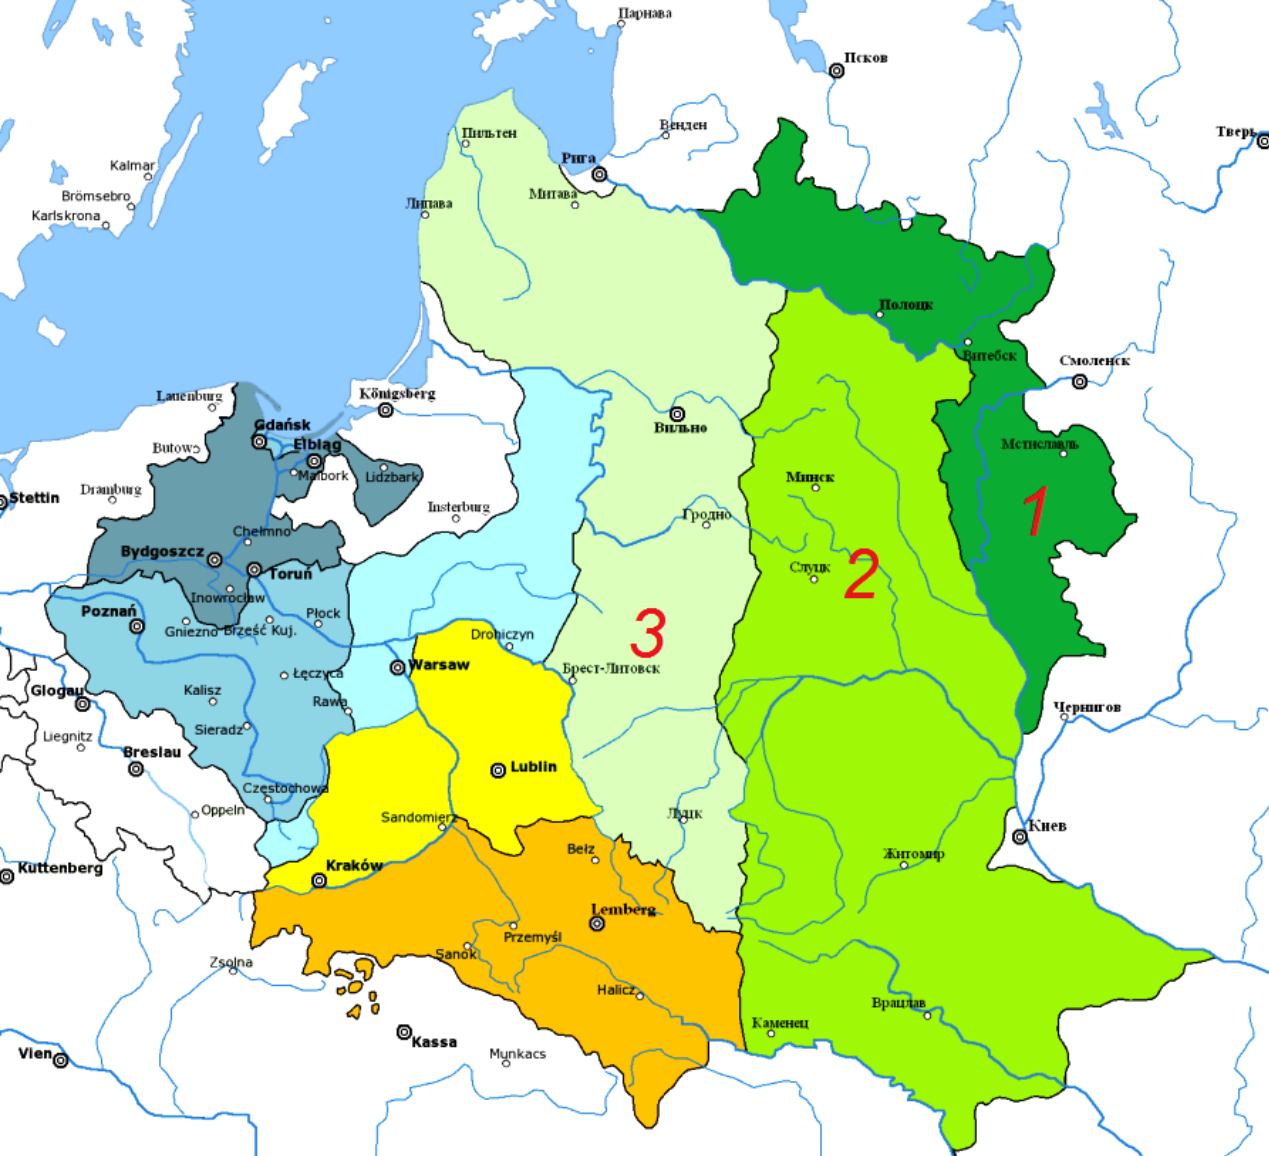 Парнава
Псков
Тверь
Венден
Пильтен
Рига
Kalmar
Митава
Brömsebro
Липава
Karlskrona
Полоцк
Витебск
Смоленск
Lauenburg
Königsberg
Gdańsk
Вильно
Elbląg
Мстиславль
Butow
Malbork
Lidzbark
Минск
Dramburg
Stettin
Insterburg
Гродно
1
Chełmno
Bydgoszcz
Toruń
Слуцк
2
Inowrocław
Poznań
Płock
Gniezno
Brześć Kuj.
Drohiczyn
3
Warsaw
Брест-Литовск
Łęczyca
Glogau
Kalisz
Rawa
Чернигов
Sieradz
Liegnitz
Breslau
Lublin
Częstochowa
Oppeln
Sandomierz
Луцк
Киев
Bełz
Житомир
Kraków
Kuttenberg
Lemberg
Przemyśl
Sanok
Zsolna
Halicz
Врацлав
Каменец
Kassa
Vien
Munkacs